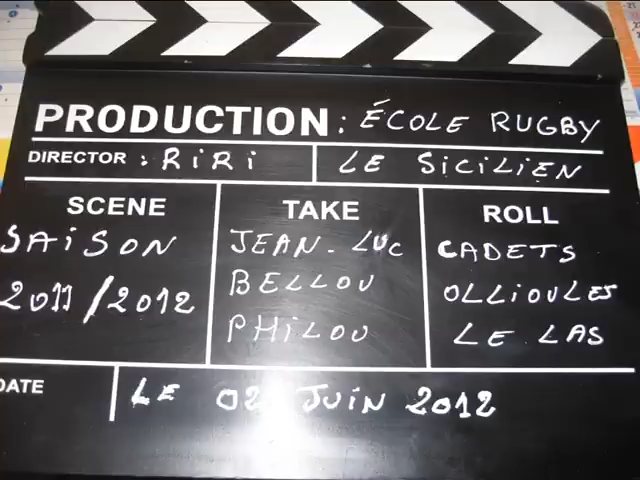 PRODUCTION : ÉCOLE RUGBY
DIRECTOR : RiRi LE SiCiLiEN
SCENE
SAiSON
2011/2012
TAKE
JEAN-LUC
BELLOU
PHiLOU
ROLL
CADETS
OLLiOULES
LE LAS
DATE LE 02 JUiN 2012